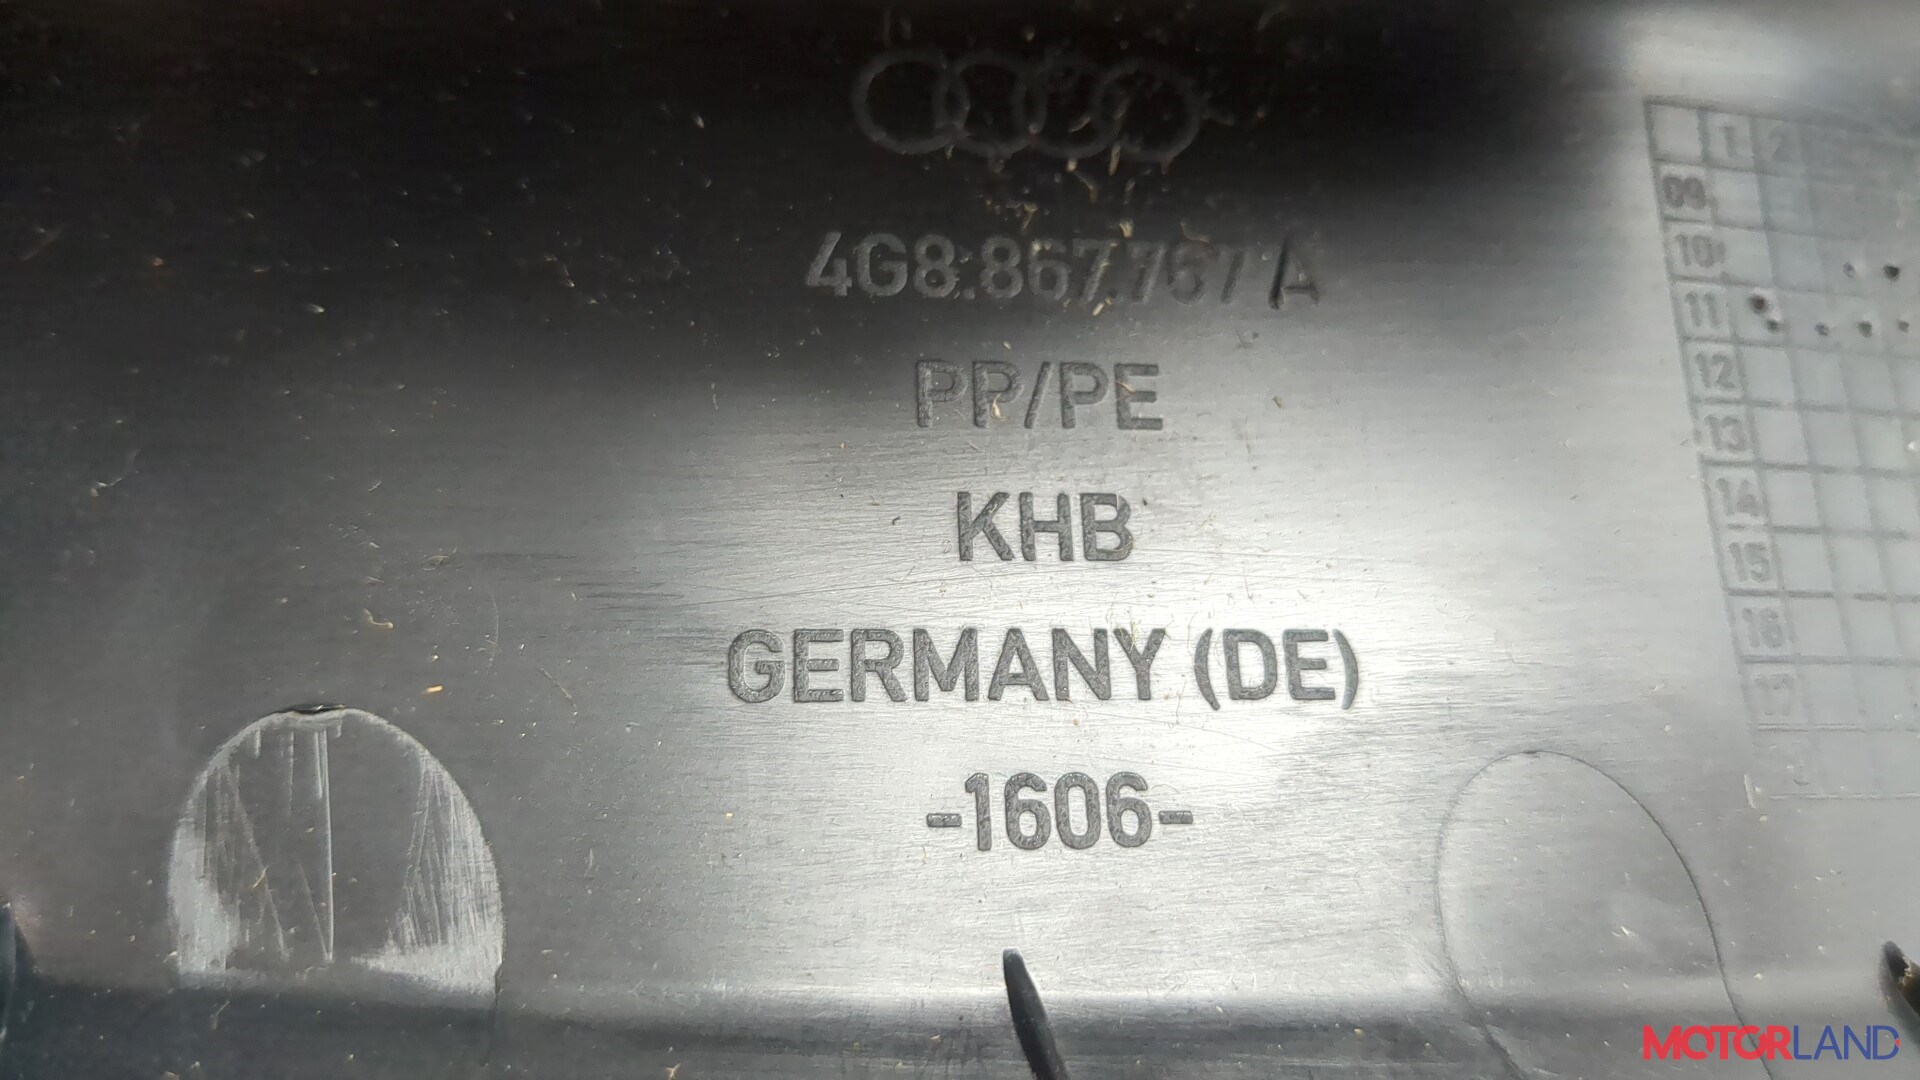 4G8.867.767 A
PP/PE
KHB
GERMANY (DE)
-1606-
1 2
09
10
11
12
13
14
15
16
17
MOTORLAND